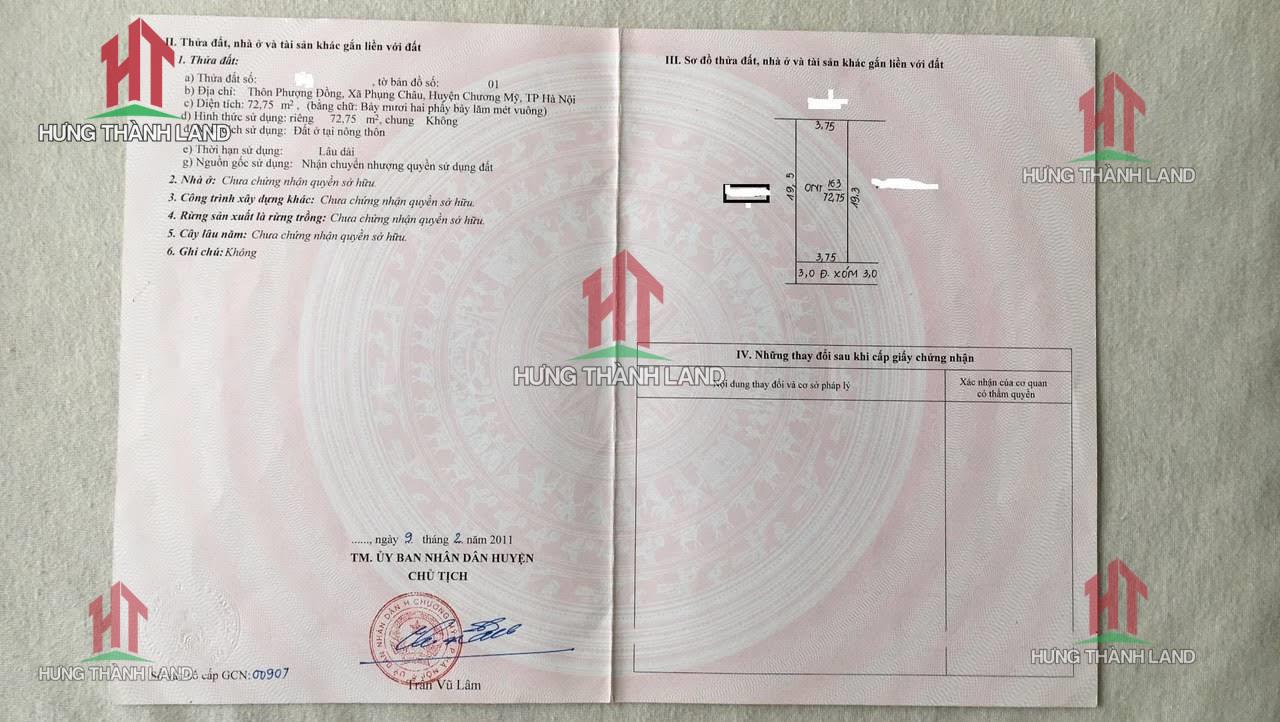 II. Thửa đất, nhà ở và tài sản khác gắn liền với đất
1. Thửa đất:
a) Thửa đất số: , tờ bản đồ số: 01
b) Địa chỉ: Thôn Phượng Đồng, Xã Phụng Châu, Huyện Chương Mỹ, TP Hà Nội
c) Diện tích: 72,75 m², (bằng chữ: Bảy mươi hai phẩy bảy lăm mét vuông)
d) Hình thức sử dụng: riêng 72,75 m², chung Không
đích sử dụng: Đất ở tại nông thôn
e) Thời hạn sử dụng: Lâu dài
g) Nguồn gốc sử dụng: Nhận chuyển nhượng quyền sử dụng đất
2. Nhà ở: Chưa chứng nhận quyền sở hữu.
3. Công trình xây dựng khác: Chưa chứng nhận quyền sở hữu.
4. Rừng sản xuất là rừng trồng: Chưa chứng nhận quyền sở hữu.
5. Cây lâu năm: Chưa chứng nhận quyền sở hữu.
6. Ghi chú: Không
......, ngày 9 tháng 2 năm 2011
TM. ỦY BAN NHÂN DÂN HUYỆN
CHỦ TỊCH
Trần Vũ Lâm
cấp GCN: 00907
III. Sơ đồ thửa đất, nhà ở và tài sản khác gắn liền với đất
3,75
19,5
ONT 163
72,75
19,3
3,75
3,0 Đ. XÓM 3,0
IV. Những thay đổi sau khi cấp giấy chứng nhận
Nội dung thay đổi và cơ sở pháp lý
Xác nhận của cơ quan
có thẩm quyền
HT
HƯNG THÀNH LAND
HT
HƯNG THÀNH LAND
HT
HƯNG THÀNH LAND
HT
HƯNG THÀNH LAND
HT
HƯNG THÀNH LAND